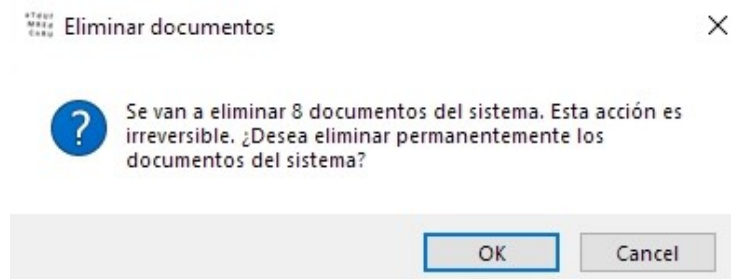 Eliminar documentos
Se van a eliminar 8 documentos del sistema. Esta acción es
irreversible. ¿Desea eliminar permanentemente los
documentos del sistema?
OK Cancel